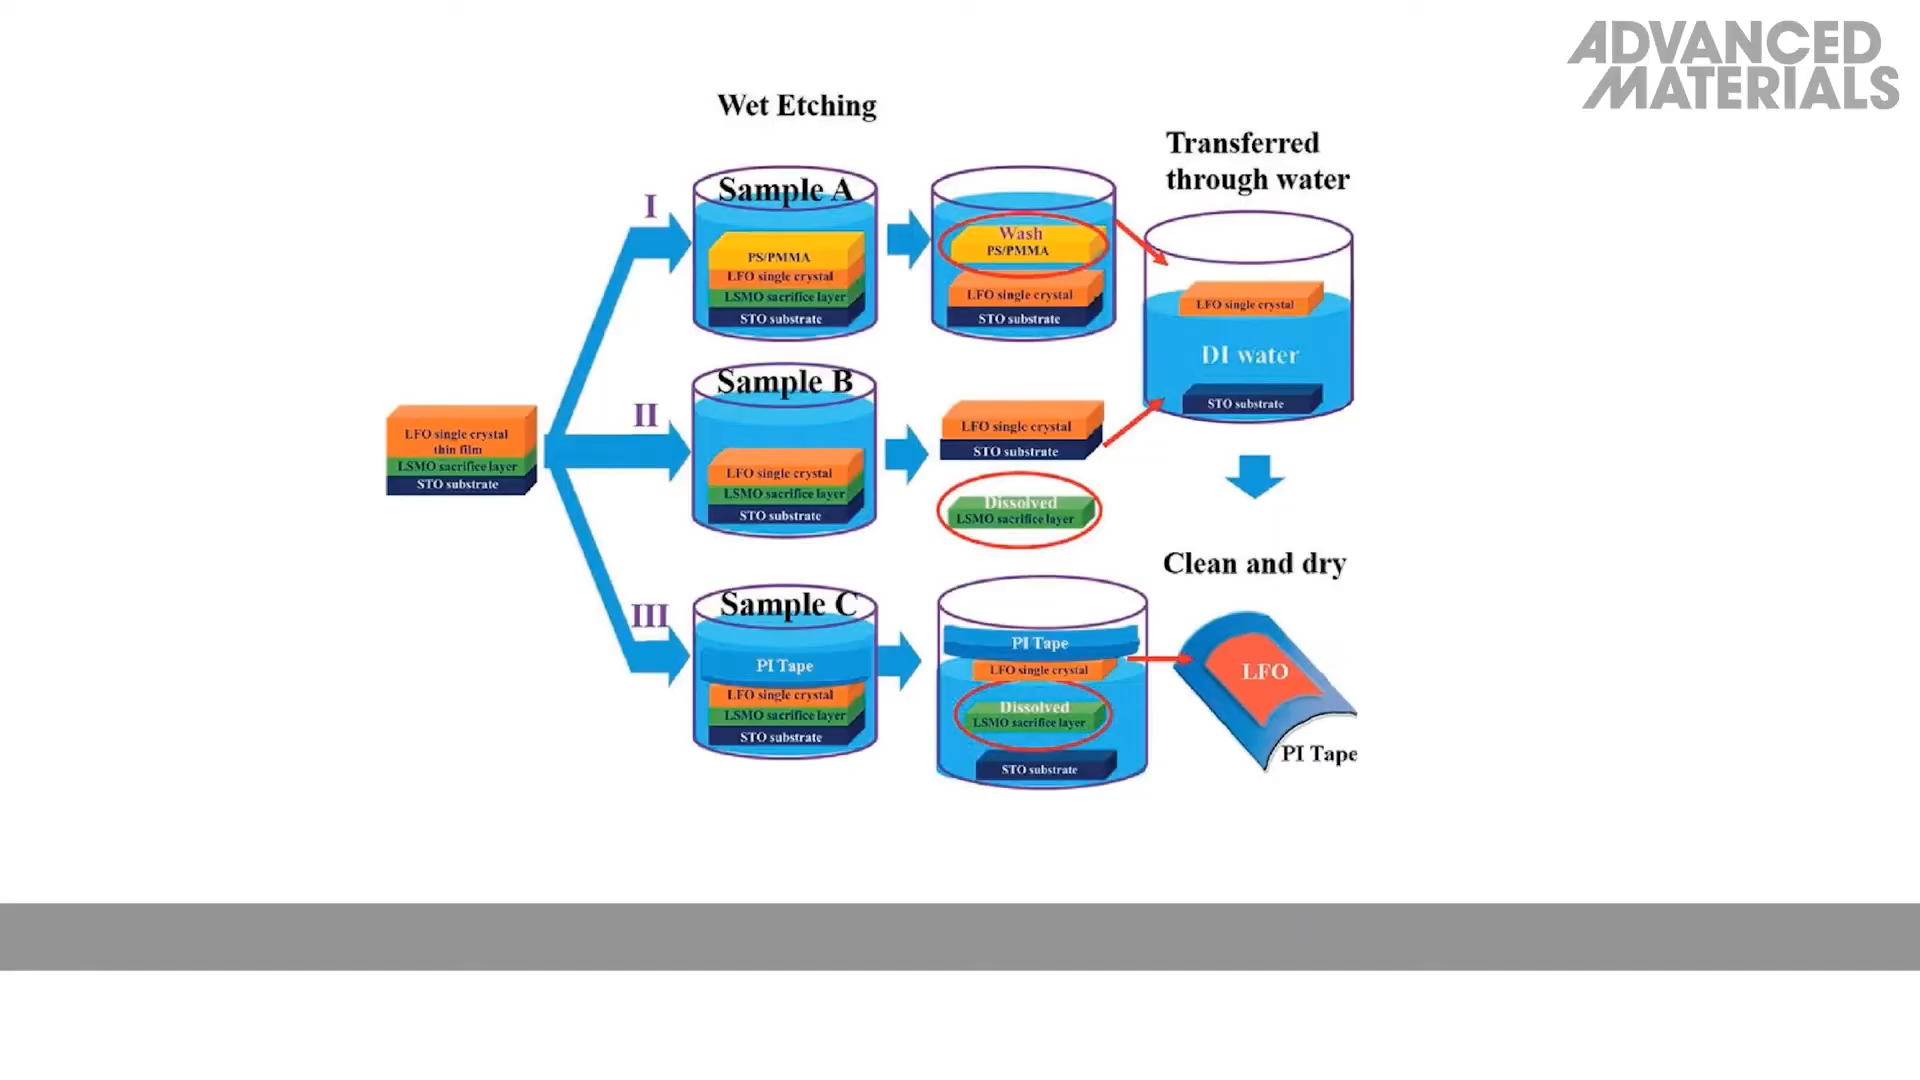 ADVANCED
MATERIALS
Wet Etching
Transferred
through water
I
Sample A
PS/PMMA
LFO single crystal
LSMO sacrifice layer
STO substrate
Wash
PS/PMMA
LFO single crystal
STO substrate
LFO single crystal
DI water
STO substrate
LFO single crystal
thin film
LSMO sacrifice layer
STO substrate
II
Sample B
LFO single crystal
LSMO sacrifice layer
STO substrate
LFO single crystal
STO substrate
Dissolved
LSMO sacrifice layer
Clean and dry
III
Sample C
PI Tape
LFO single crystal
LSMO sacrifice layer
STO substrate
PI Tape
LFO single crystal
Dissolved
LSMO sacrifice layer
STO substrate
LFO
PI Tape